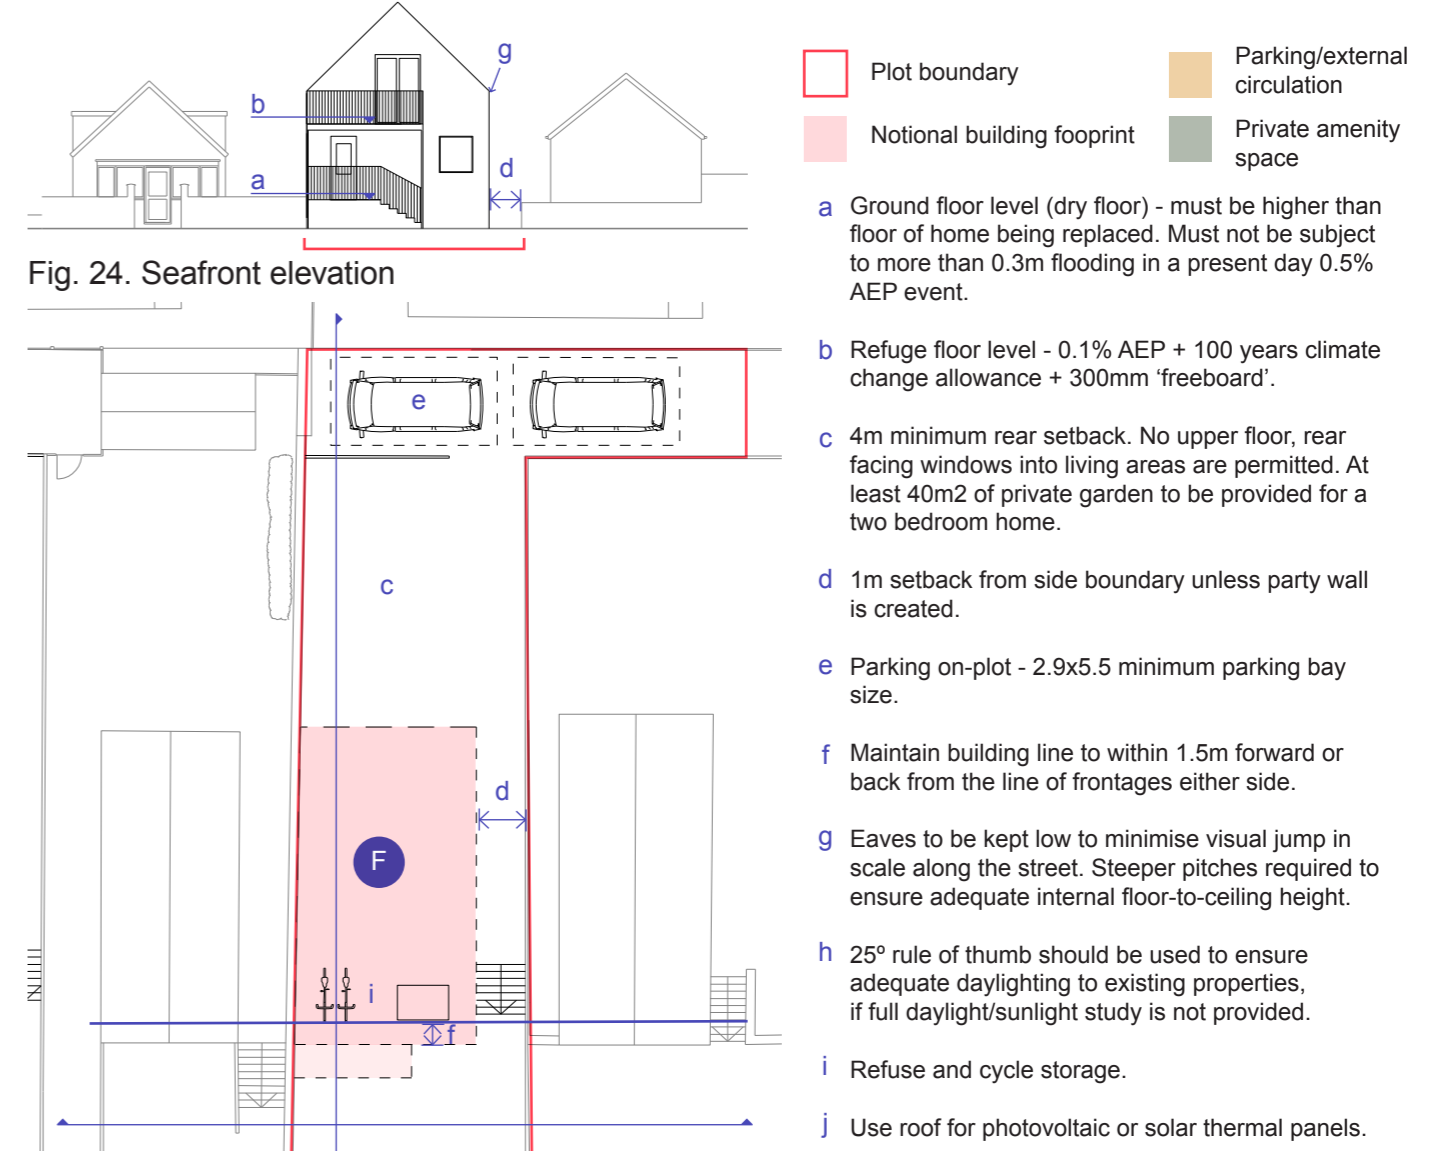 g
b
a
d
Fig. 24. Seafront elevation
e
c
d
F
i
f
Plot boundary
Notional building fooprint
Parking/external
circulation
Private amenity
space
a Ground floor level (dry floor) - must be higher than
floor of home being replaced. Must not be subject
to more than 0.3m flooding in a present day 0.5%
AEP event.
b Refuge floor level - 0.1% AEP + 100 years climate
change allowance + 300mm ‘freeboard’.
c 4m minimum rear setback. No upper floor, rear
facing windows into living areas are permitted. At
least 40m2 of private garden to be provided for a
two bedroom home.
d 1m setback from side boundary unless party wall
is created.
e Parking on-plot - 2.9x5.5 minimum parking bay
size.
f Maintain building line to within 1.5m forward or
back from the line of frontages either side.
g Eaves to be kept low to minimise visual jump in
scale along the street. Steeper pitches required to
ensure adequate internal floor-to-ceiling height.
h 25º rule of thumb should be used to ensure
adequate daylighting to existing properties,
if full daylight/sunlight study is not provided.
i Refuse and cycle storage.
j Use roof for photovoltaic or solar thermal panels.